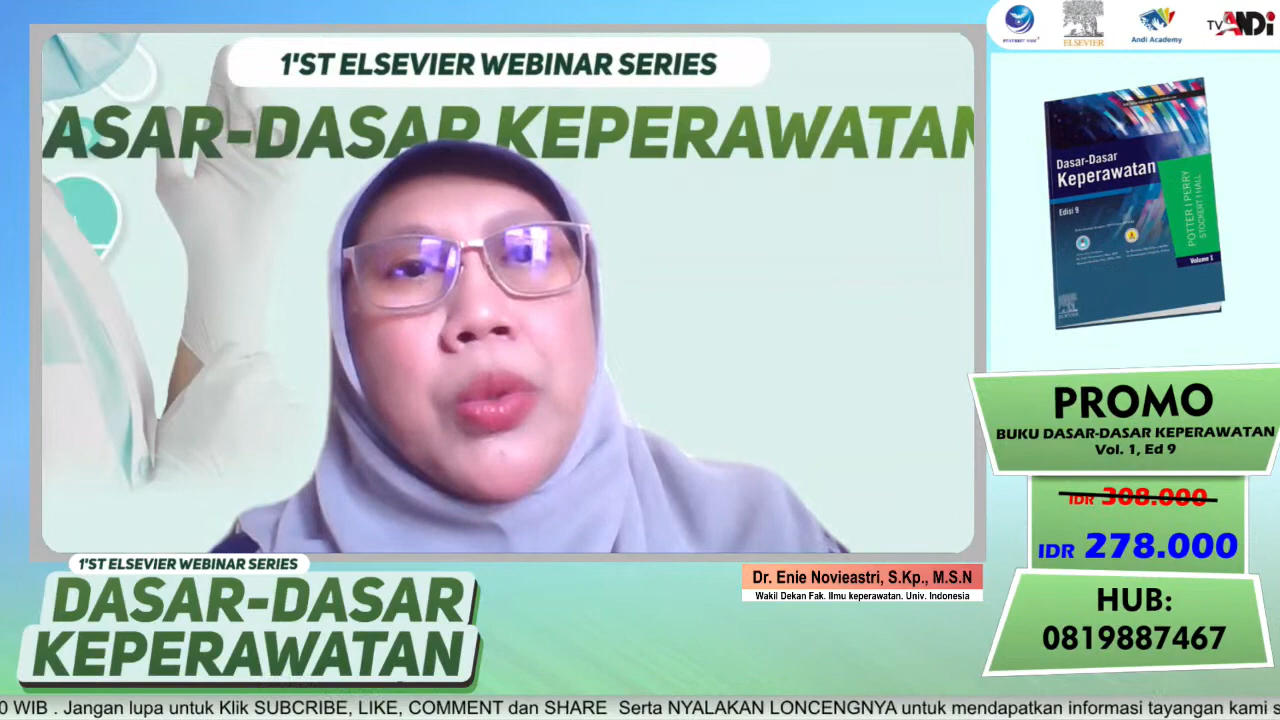 1'ST ELSEVIER WEBINAR SERIES
ASAR-DASAR KEPERAWATAN
ELSEVIER
Andi Academy
TV ANDI
Dasar-Dasar
Keperawatan
Edisi 9
POTTER | PERRY
STOCKERT | HALL
Volume 1
ELSEVIER
PROMO
BUKU DASAR-DASAR KEPERAWATAN
Vol. 1, Ed 9
IDR 308.000
IDR 278.000
HUB:
0819887467
1'ST ELSEVIER WEBINAR SERIES
DASAR-DASAR
KEPERAWATAN
Dr. Enie Novieastri, S.Kp., M.S.N
Wakil Dekan Fak. Ilmu keperawatan. Univ. Indonesia
0 WIB . Jangan lupa untuk Klik SUBCRIBE, LIKE, COMMENT dan SHARE Serta NYALAKAN LONCENGNYA untuk mendapatkan informasi tayangan kami s